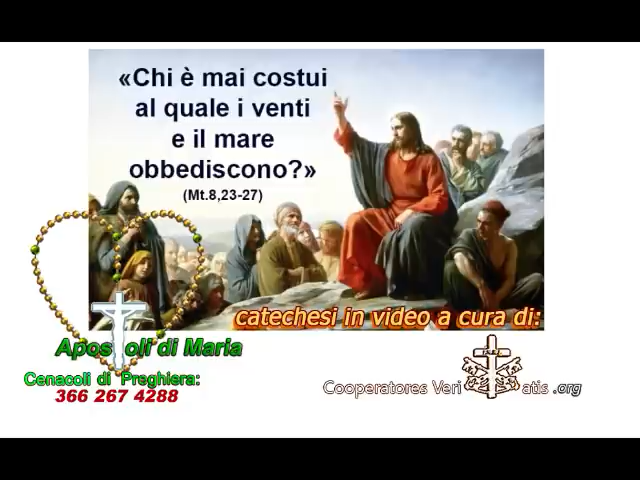 «Chi è mai costui
al quale i venti
e il mare
obbediscono?»
(Mt.8,23-27)
catechesi in video a cura di:
Apostoli di Maria
Cenacoli di Preghiera:
366 267 4288
Cooperatores Veritatis .org